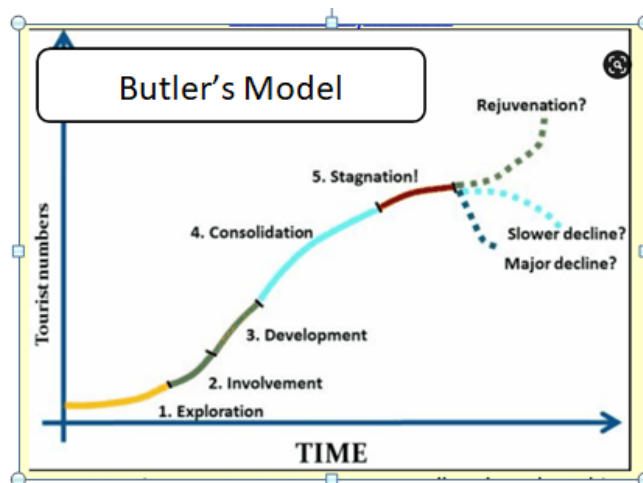 Butler's Model
Rejuvenation?
5. Stagnation!
4. Consolidation
Slower decline?
Major decline?
3. Development
2. Involvement
1. Exploration
Tourist numbers
TIME